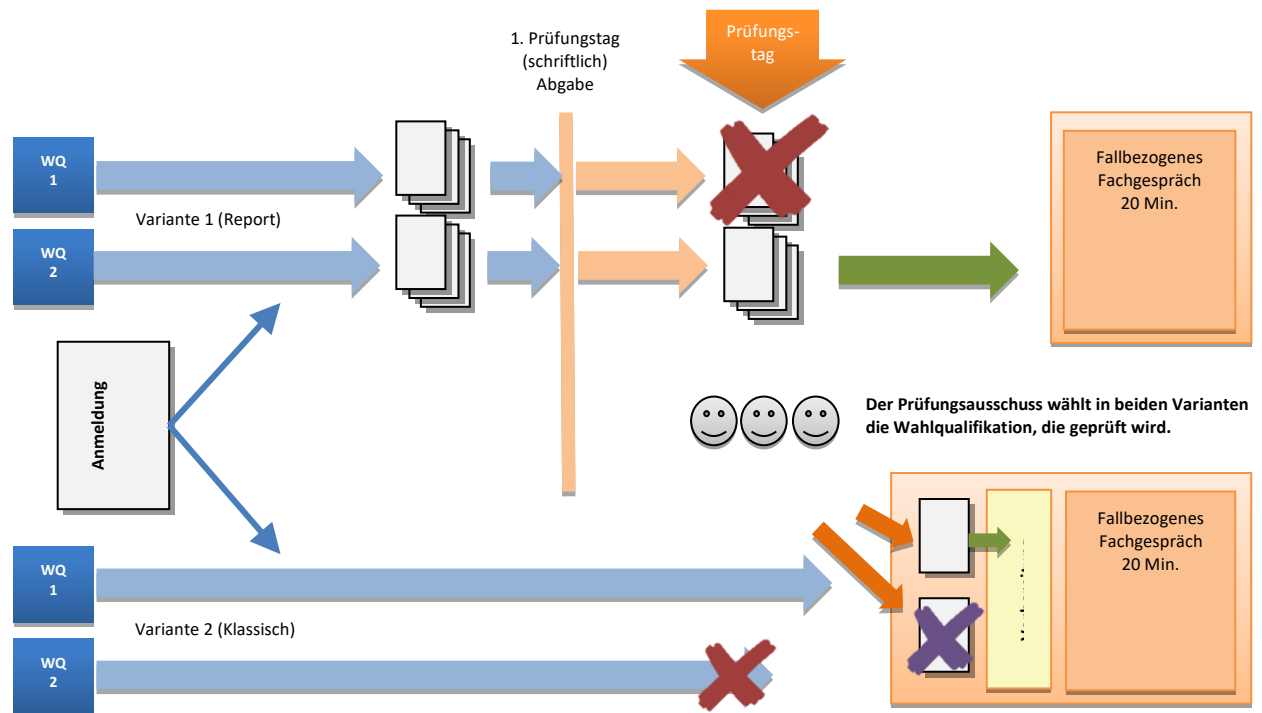 Prüfungs-
tag
1. Prüfungstag
(schriftlich)
Abgabe
WQ
1
Variante 1 (Report)
WQ
2
Fallbezogenes
Fachgespräch
20 Min.
Anmeldung
Der Prüfungsausschuss wählt in beiden Varianten
die Wahlqualifikation, die geprüft wird.
WQ
1
Variante 2 (Klassisch)
WQ
2
Fallbezogenes
Fachgespräch
20 Min.